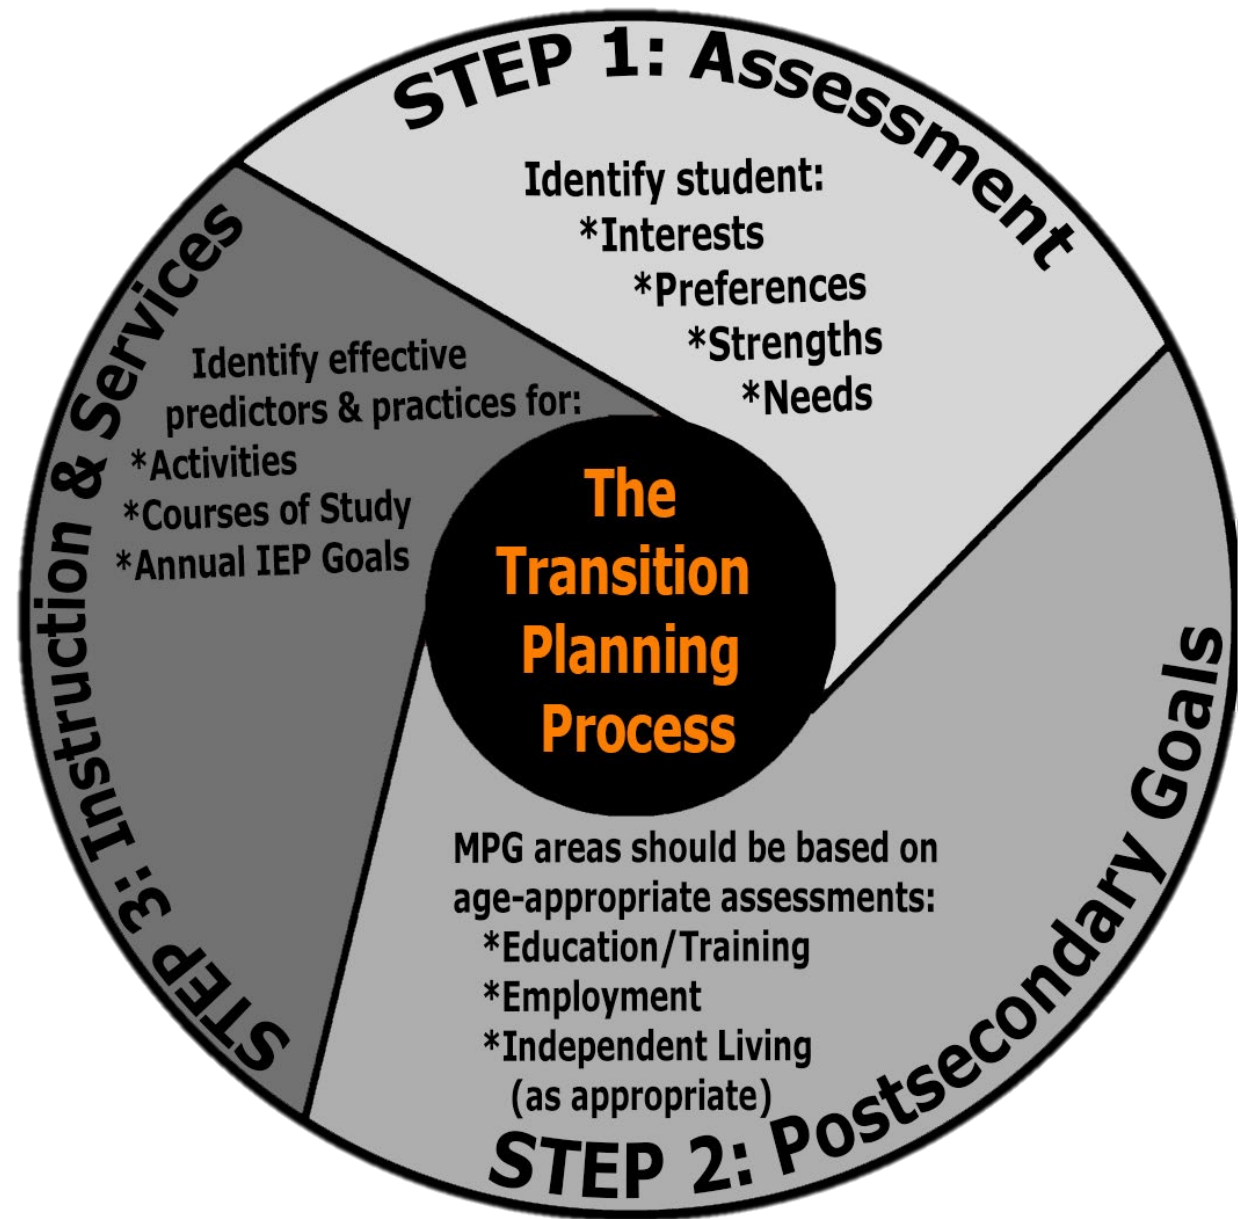 The
Transition
Planning
Process
STEP 1: Assessment
Identify student:
*Interests
*Preferences
*Strengths
*Needs
STEP 2: Postsecondary Goals
MPG areas should be based on
age-appropriate assessments:
*Education/Training
*Employment
*Independent Living
(as appropriate)
STEP 3: Instruction & Services
Identify effective
predictors & practices for:
*Activities
*Courses of Study
*Annual IEP Goals